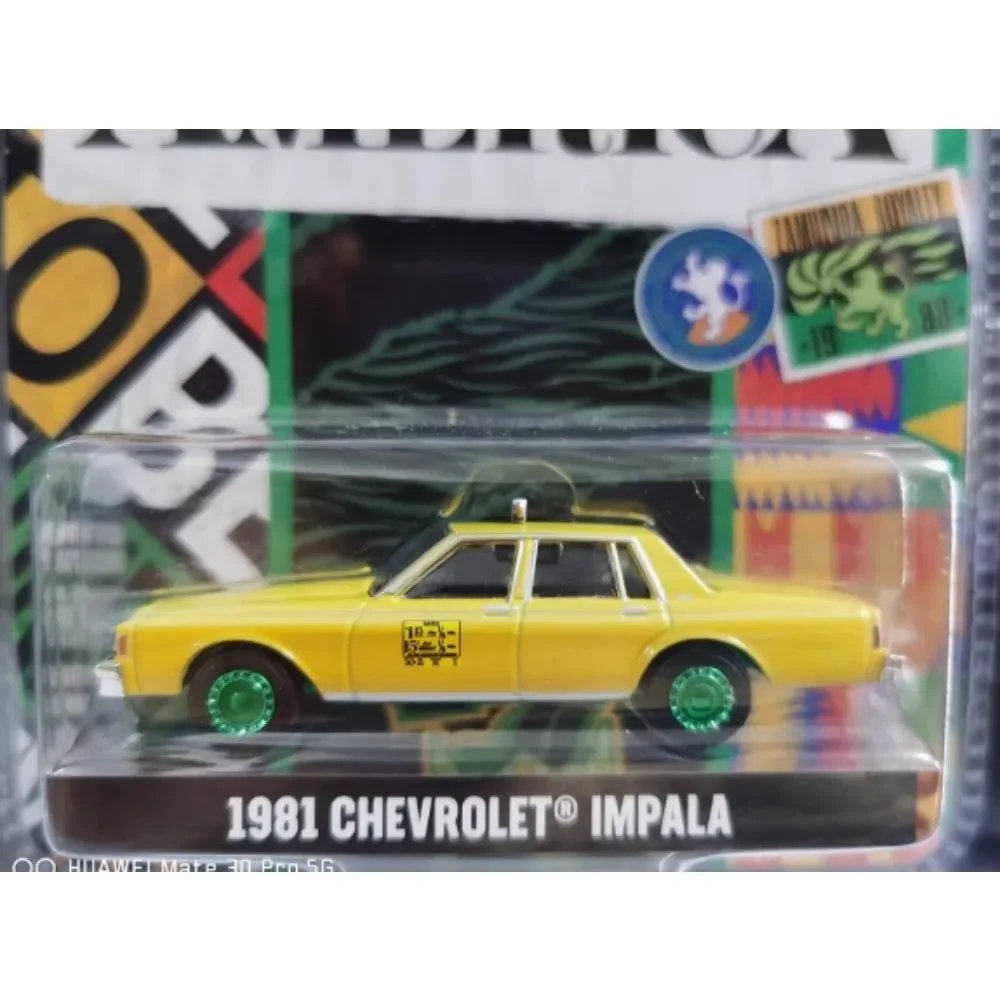 AMERICA
ZAMUNDA ROYALTY
19 88
1981 CHEVROLET® IMPALA
HUAWEI Mate 30 Pro 5G